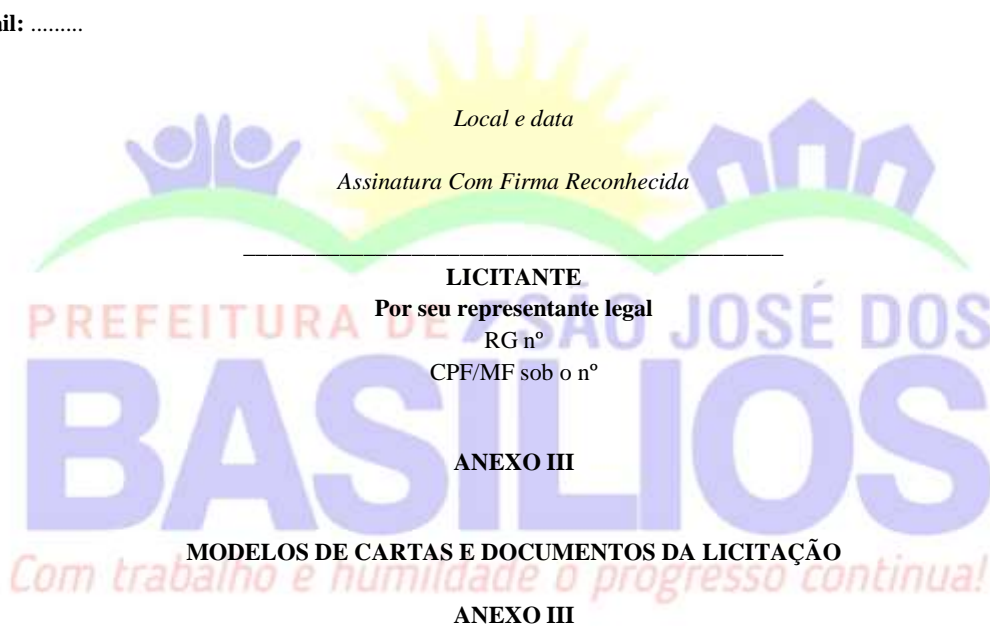 il: .........
Local e data
Assinatura Com Firma Reconhecida
_____________________________________________
LICITANTE
Por seu representante legal
RG nº
CPF/MF sob o nº
PREFEITURA DE SÃO JOSÉ DOS
BASILIOS
ANEXO III
MODELOS DE CARTAS E DOCUMENTOS DA LICITAÇÃO
Com trabalho e humildade o progresso continua!
ANEXO III